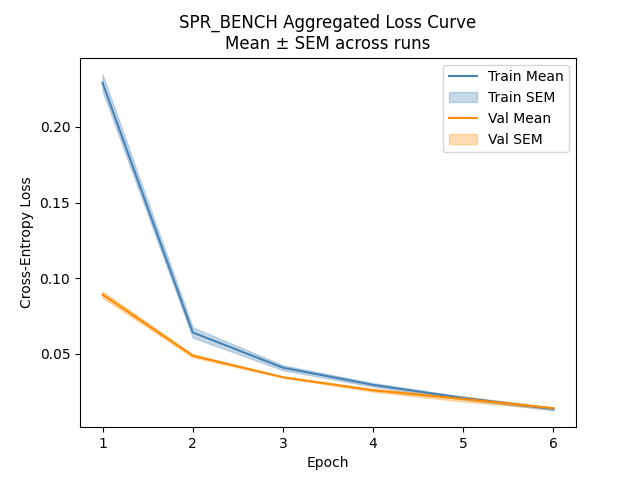 SPR_BENCH Aggregated Loss Curve
Mean ± SEM across runs
Train Mean
Train SEM
Val Mean
Val SEM
Cross-Entropy Loss
0.20
0.15
0.10
0.05
1 2 3 4 5 6
Epoch